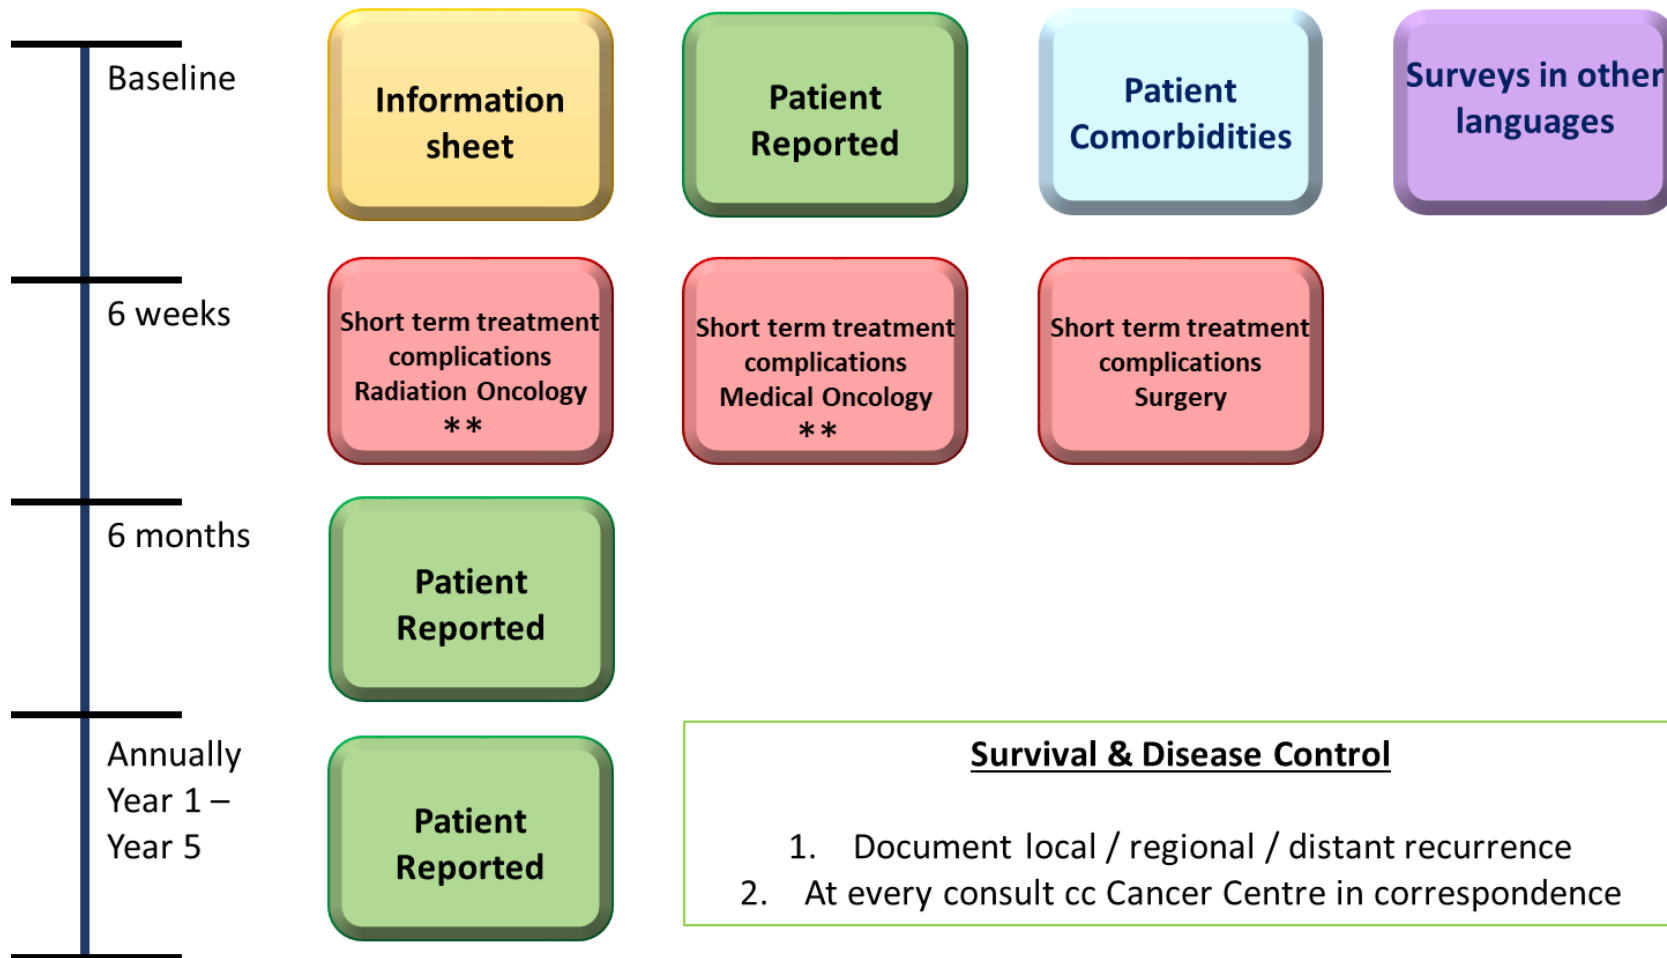 Baseline
Information
sheet
Patient
Reported
Patient
Comorbidities
Surveys in other
languages
6 weeks
Short term treatment
complications
Radiation Oncology
**
Short term treatment
complications
Medical Oncology
**
Short term treatment
complications
Surgery
6 months
Patient
Reported
Annually
Year 1 –
Year 5
Patient
Reported
Survival & Disease Control
1. Document local / regional / distant recurrence
2. At every consult cc Cancer Centre in correspondence